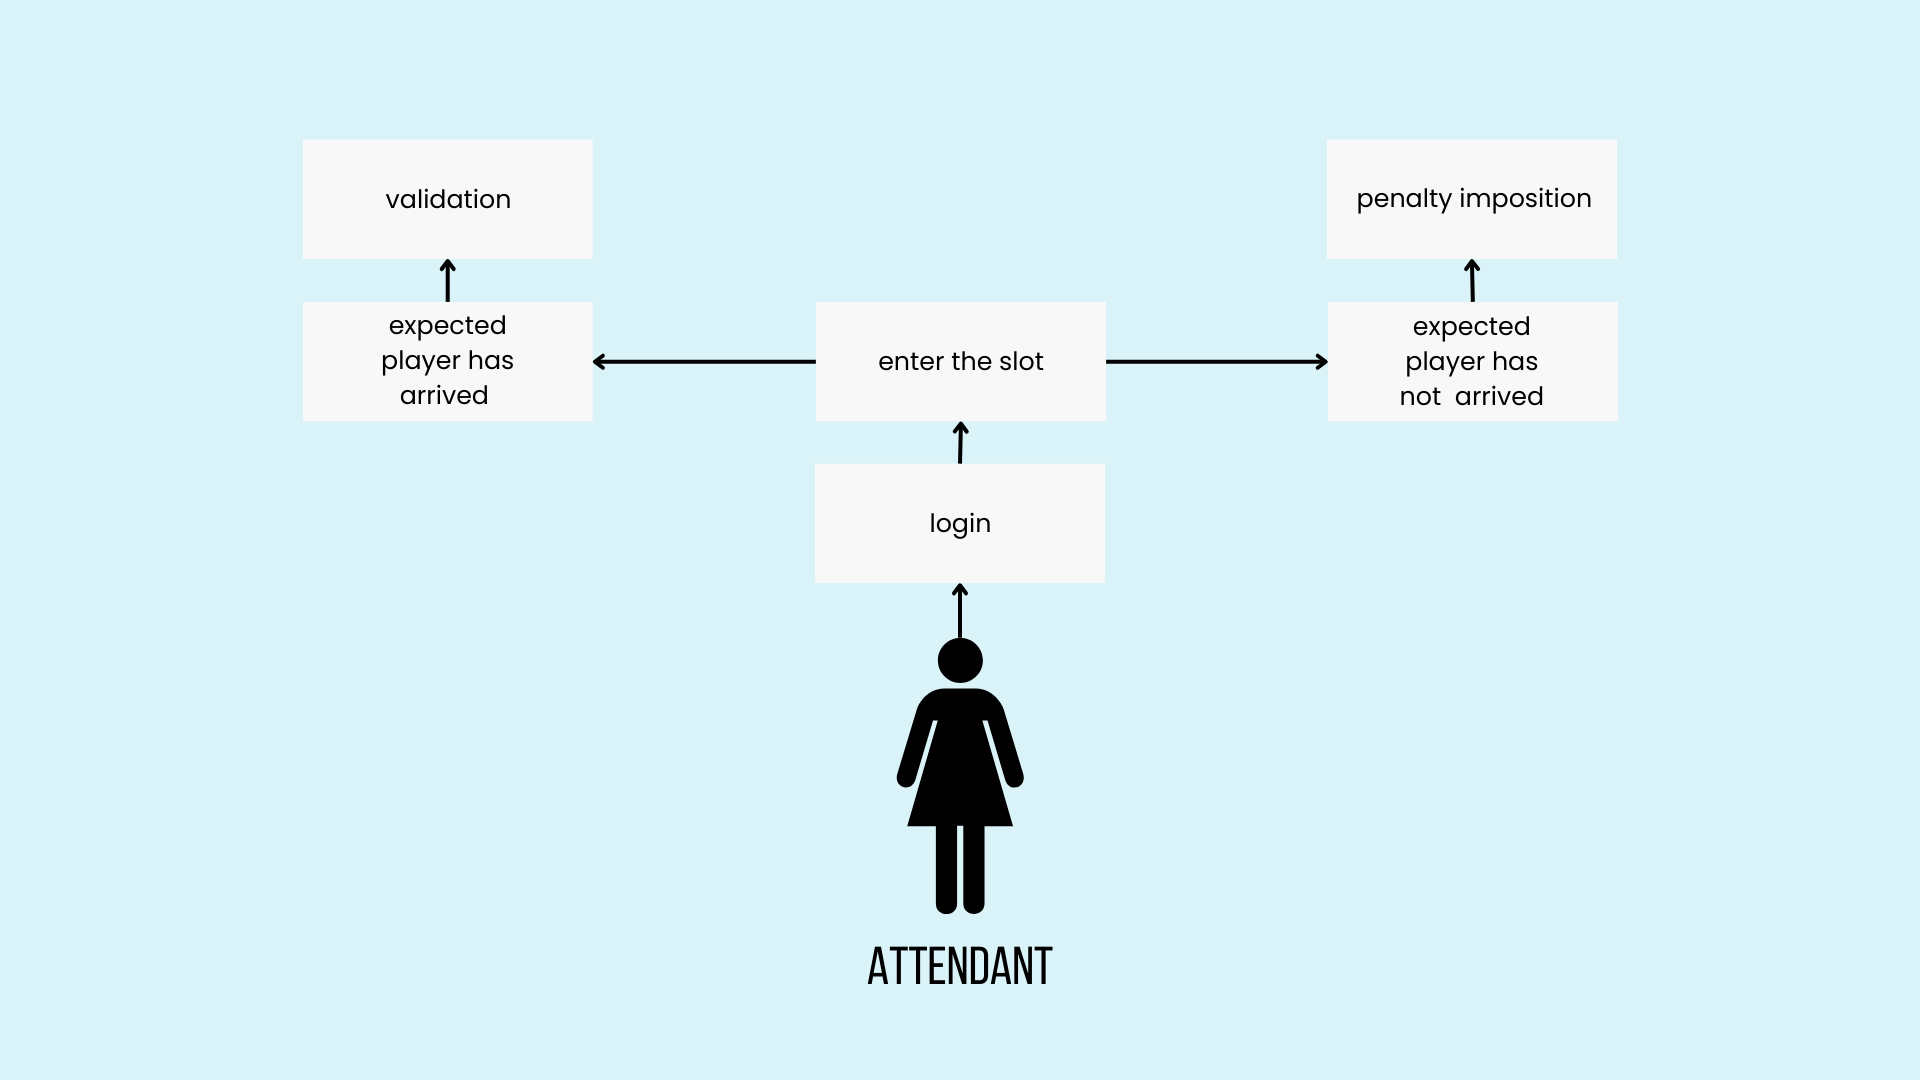 validation
penalty imposition
expected
player has
arrived
enter the slot
expected
player has
not  arrived
login
ATTENDANT